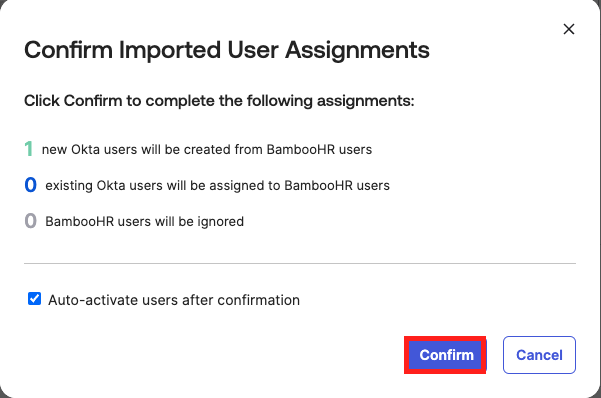 Confirm Imported User Assignments
Click Confirm to complete the following assignments:
1 new Okta users will be created from BambooHR users
0 existing Okta users will be assigned to BambooHR users
0 BambooHR users will be ignored
Auto-activate users after confirmation
Confirm Cancel